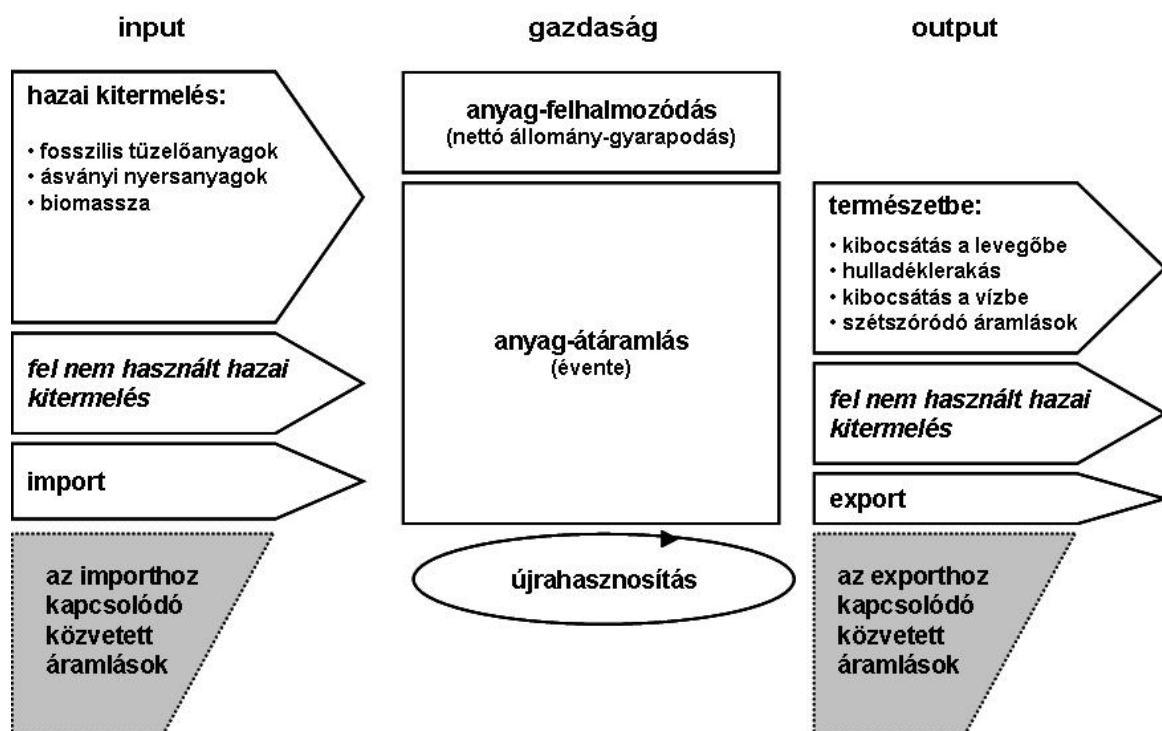 input
hazai kitermelés:
• fosszilis tüzelőanyagok
• ásványi nyersanyagok
• biomassza
fel nem használt hazai
kitermelés
import
az importhoz
kapcsolódó
közvetett
áramlások
gazdaság
anyag-felhalmozódás
(nettó állomány-gyarapodás)
anyag-átáramlás
(évente)
újrahasznosítás
output
természetbe:
• kibocsátás a levegőbe
• hulladéklerakás
• kibocsátás a vízbe
• szétszóródó áramlások
fel nem használt hazai
kitermelés
export
az exporthoz
kapcsolódó
közvetett
áramlások